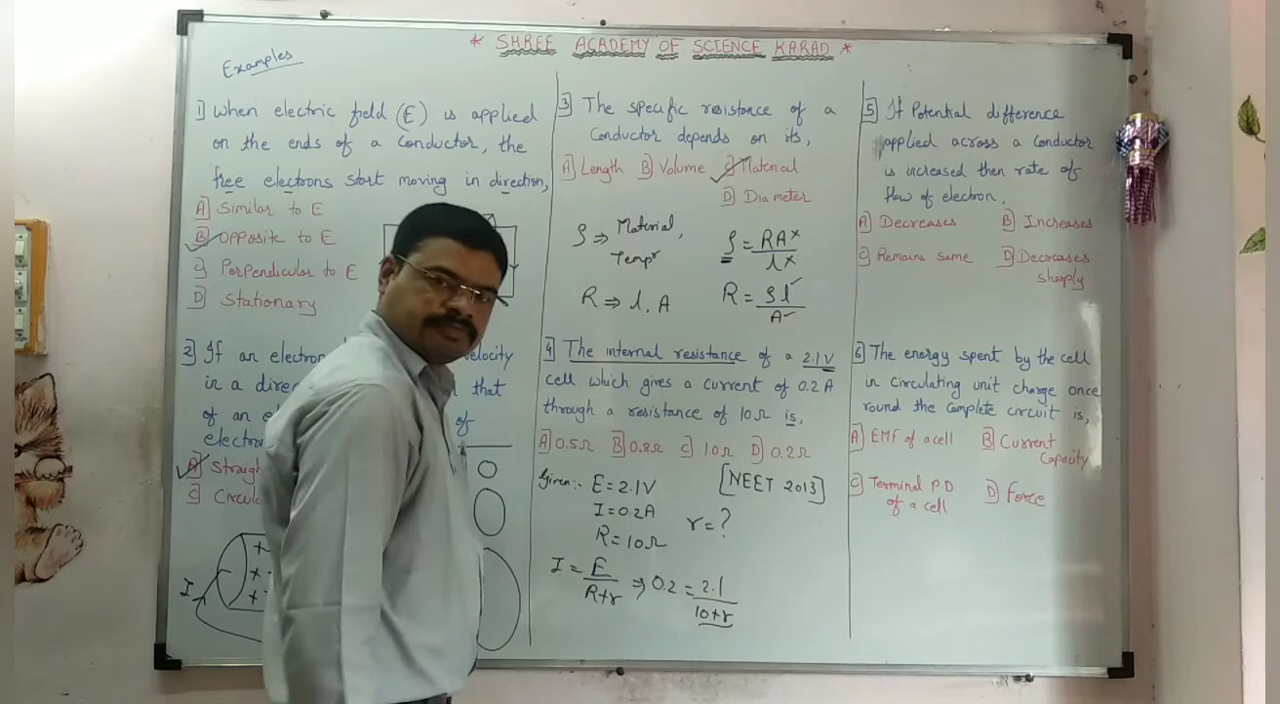 * SHREE ACADEMY OF SCIENCE KARAD *
Examples
1] When electric field (E) is applied
on the ends of a conductor, the
free electrons start moving in direction,
A] Similar to E
B] Opposite to E
C] Perpendicular to E
D] Stationary
2] If an electron velocity
in a dire that
of an el of
electron
A] Straigh
C] Circul
+
+
+
I
3] The specific resistance of a
Conductor depends on its,
A] Length B] Volume C] Material
D] Diameter
ρ ⇒ Material,
Tempr
ρ = RA/l
R ⇒ l, A
R = ρl/A
4] The internal resistance of a 2.1V
cell which gives a current of 0.2 A
through a resistance of 10Ω is,
A] 0.5Ω B] 0.8Ω C] 1.0Ω D] 0.2Ω
Given:- E = 2.1V [NEET 2013]
I = 0.2A r = ?
R = 10Ω
I = E/R+r ⇒ 0.2 = 2.1/10+r
5] If Potential difference
applied across a conductor
is increased then rate of
flow of electron,
A] Decreases B] Increases
C] Remains same D] Decreases
sharply
6] The energy spent by the cell
in circulating unit charge once
round the complete circuit is,
A] EMF of a cell B] Current
Capacity
C] Terminal P.D D] Force
of a cell